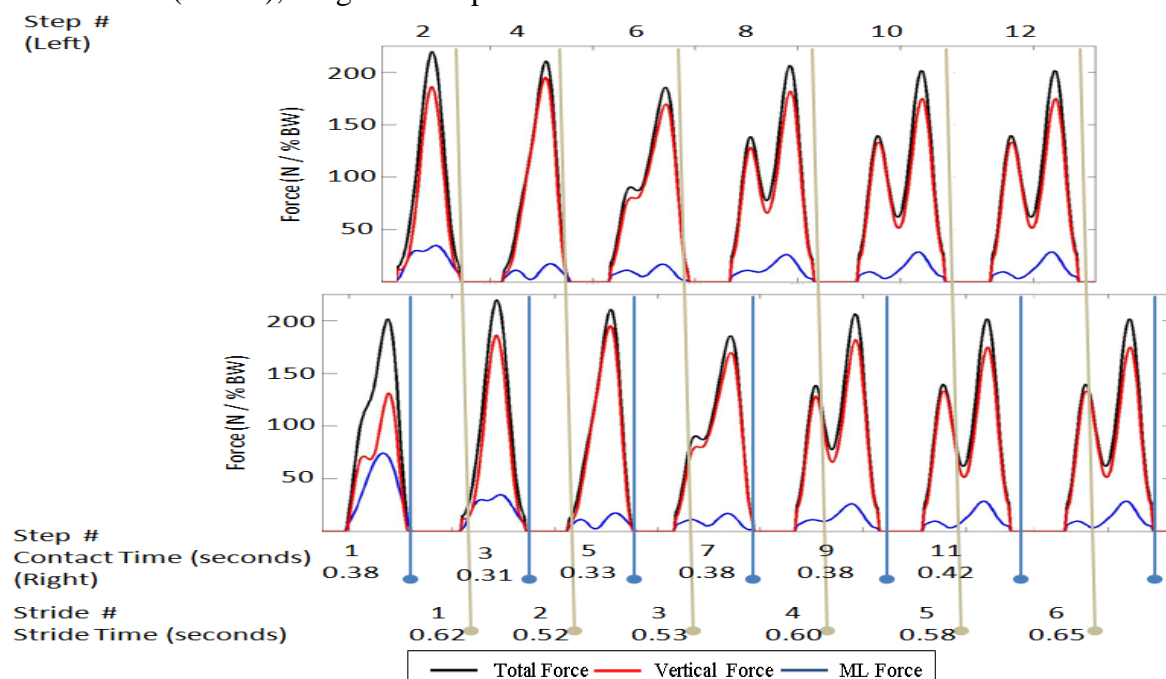 Step #
(Left)
2 4 6 8 10 12
Force(N / %BW)
200
150
100
50
Force(N / %BW)
200
150
100
50
Step #
Contact Time (seconds)
(Right)
1 3 5 7 9 11
0.38 0.31 0.33 0.38 0.38 0.42
Stride # 1 2 3 4 5 6
Stride Time (seconds) 0.62 0.52 0.53 0.60 0.58 0.65
Total Force Vertical Force ML Force